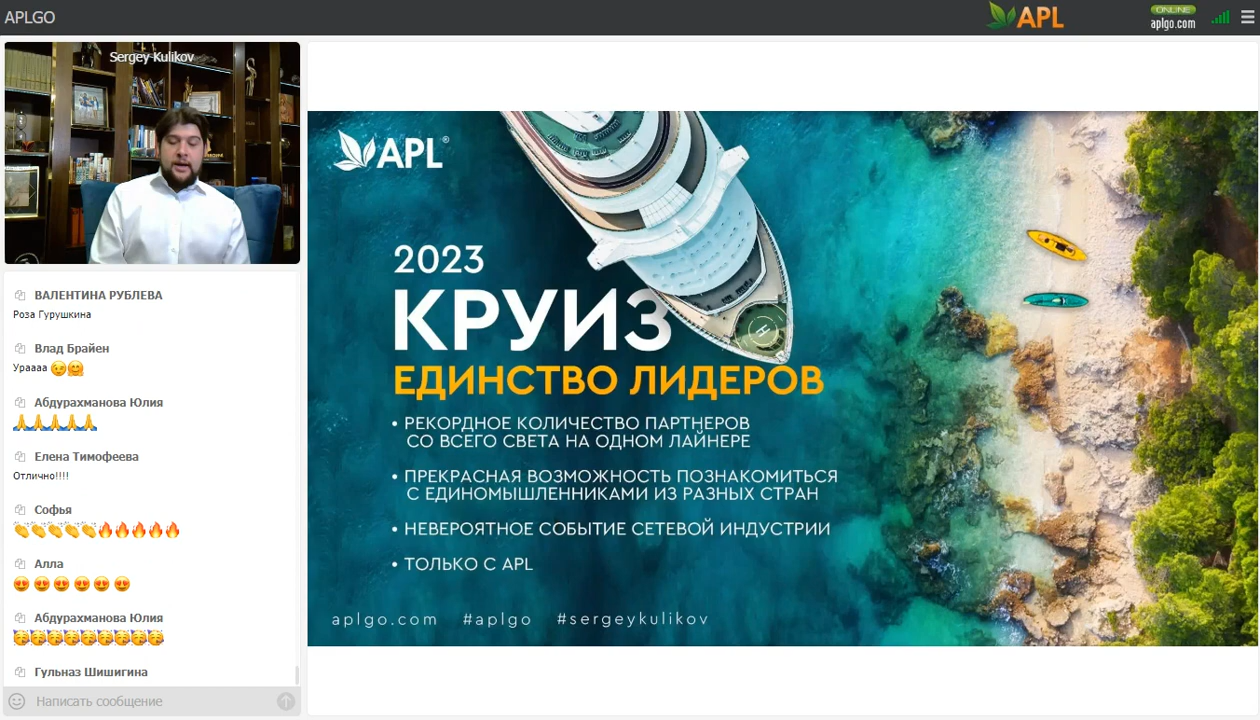 APLGO
APL
ONLINE
aplgo.com
Sergey Kulikov
ВАЛЕНТИНА РУБЛЕВА
Роза Гурушкина
Влад Брайен
Ураааа
Абдурахманова Юлия
Елена Тимофеева
Отлично!!!!
Софья
Алла
Абдурахманова Юлия
Гульназ Шишигина
Написать сообщение
APL®
2023
КРУИЗ
ЕДИНСТВО ЛИДЕРОВ
• РЕКОРДНОЕ КОЛИЧЕСТВО ПАРТНЕРОВ
СО ВСЕГО СВЕТА НА ОДНОМ ЛАЙНЕРЕ
• ПРЕКРАСНАЯ ВОЗМОЖНОСТЬ ПОЗНАКОМИТЬСЯ
С ЕДИНОМЫШЛЕННИКАМИ ИЗ РАЗНЫХ СТРАН
• НЕВЕРОЯТНОЕ СОБЫТИЕ СЕТЕВОЙ ИНДУСТРИИ
• ТОЛЬКО С APL
H
aplgo.com #aplgo #sergeykulikov